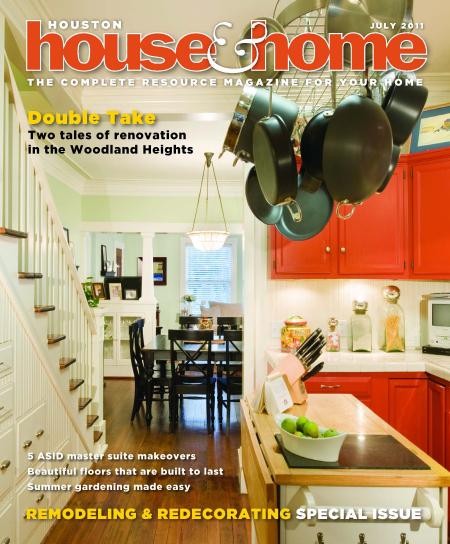 HOUSTON
JULY 2011
house&home
THE COMPLETE RESOURCE MAGAZINE FOR YOUR HOME
Double Take
Two tales of renovation
in the Woodland Heights
5 ASID master suite makeovers
Beautiful floors that are built to last
Summer gardening made easy
REMODELING & REDECORATING SPECIAL ISSUE